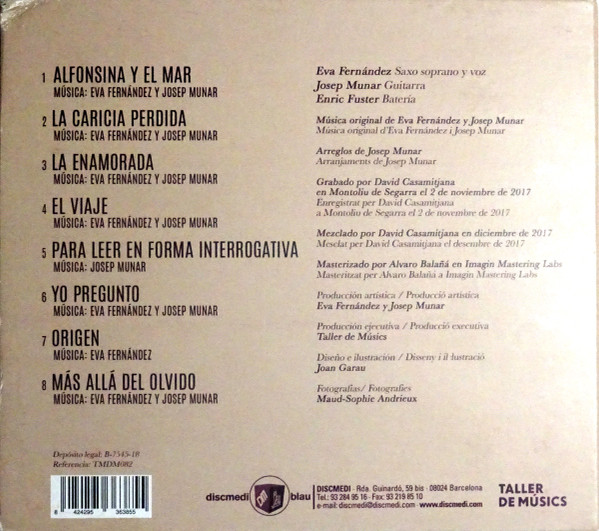 1 ALFONSINA Y EL MAR
MÚSICA: EVA FERNÁNDEZ Y JOSEP MUNAR
2 LA CARICIA PERDIDA
MÚSICA: EVA FERNÁNDEZ Y JOSEP MUNAR
3 LA ENAMORADA
MÚSICA: EVA FERNÁNDEZ Y JOSEP MUNAR
4 EL VIAJE
MÚSICA: EVA FERNÁNDEZ Y JOSEP MUNAR
5 PARA LEER EN FORMA INTERROGATIVA
MÚSICA: JOSEP MUNAR
6 YO PREGUNTO
MÚSICA: EVA FERNÁNDEZ Y JOSEP MUNAR
7 ORIGEN
MÚSICA: EVA FERNÁNDEZ
8 MÁS ALLÁ DEL OLVIDO
MÚSICA: EVA FERNÁNDEZ Y JOSEP MUNAR
Eva Fernández Saxo soprano y voz
Josep Munar Guitarra
Enric Fuster Batería
Música original de Eva Fernández y Josep Munar
Música original d'Eva Fernández i Josep Munar
Arreglos de Josep Munar
Arranjaments de Josep Munar
Grabado por David Casamitjana
en Montoliu de Segarra el 2 de noviembre de 2017
Enregistrat per David Casamitjana
a Montoliu de Segarra el 2 de novembre de 2017
Mezclado por David Casamitjana en diciembre de 2017
Mesclat per David Casamitjana el desembre de 2017
Masterizado por Alvaro Balañá en Imagin Mastering Labs
Masteritzat per Alvaro Balañá a Imagin Mastering Labs
Producción artística / Producció artística
Eva Fernández y Josep Munar
Producción ejecutiva / Producció executiva
Taller de Músics
Diseño e ilustración / Disseny i il·lustració
Joan Garau
Fotografías/ Fotografies
Maud-Sophie Andrieux
Depósito legal: B-7545-18
Referencia: TMDM082
8 424295 363855
discmedi blau
DISCMEDI - Rda. Guinardó, 59 bis - 08024 Barcelona
Tel.: 93 284 95 16 - Fax: 93 219 85 10
e-mail: discmedi@discmedi.com www.discmedi.com
TALLER
DE MÚSICS